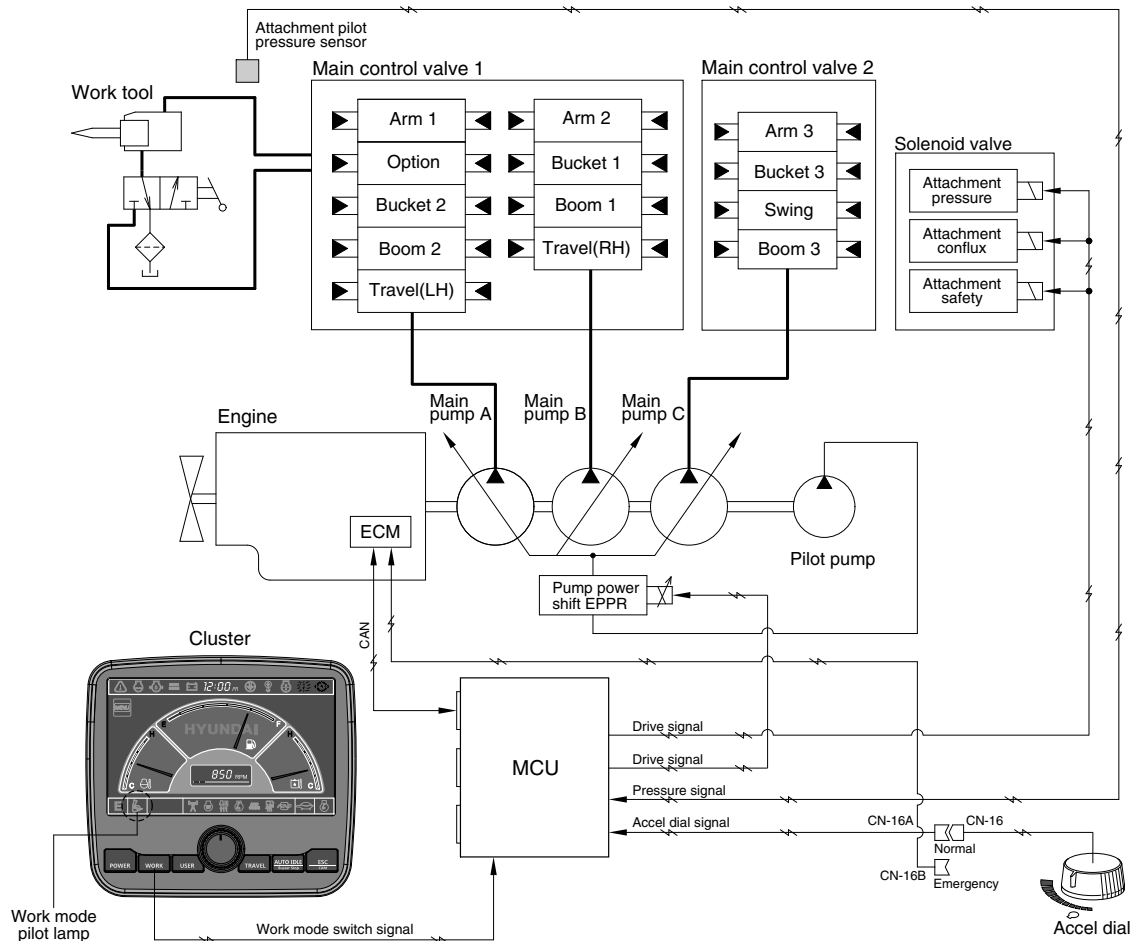 Attachment pilot
pressure sensor
Main control valve 1
Main control valve 2
Work tool
Arm 1
Option
Bucket 2
Boom 2
Travel(LH)
Arm 2
Bucket 1
Boom 1
Travel(RH)
Arm 3
Bucket 3
Swing
Boom 3
Solenoid valve
Attachment
pressure
Attachment
conflux
Attachment
safety
Main
pump A
Main
pump B
Main
pump C
Engine
ECM
Pilot pump
Pump power
shift EPPR
CAN
Cluster
12:00
MENU
E
F
HYUNDAI
H
H
C
C
850 RPM
E
POWER
WORK
USER
TRAVEL
AUTO IDLE
ESC
MCU
Drive signal
Drive signal
Pressure signal
Accel dial signal
CN-16A
CN-16
Normal
CN-16B
Emergency
Accel dial
Work mode
pilot lamp
Work mode switch signal